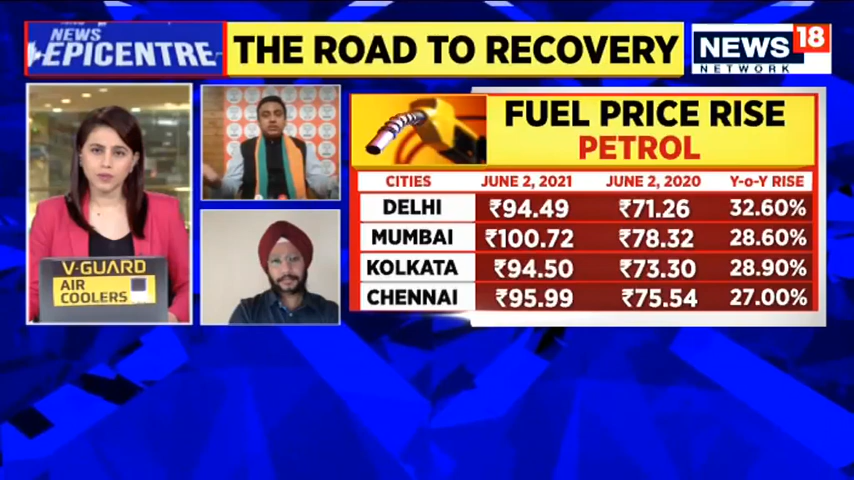 NEWS
EPICENTRE
THE ROAD TO RECOVERY
NEWS 18
NETWORK
FUEL PRICE RISE
PETROL
CITIES JUNE 2, 2021 JUNE 2, 2020 Y-o-Y RISE
DELHI ₹94.49 ₹71.26 32.60%
MUMBAI ₹100.72 ₹78.32 28.60%
KOLKATA ₹94.50 ₹73.30 28.90%
CHENNAI ₹95.99 ₹75.54 27.00%
V-GUARD
AIR
COOLERS